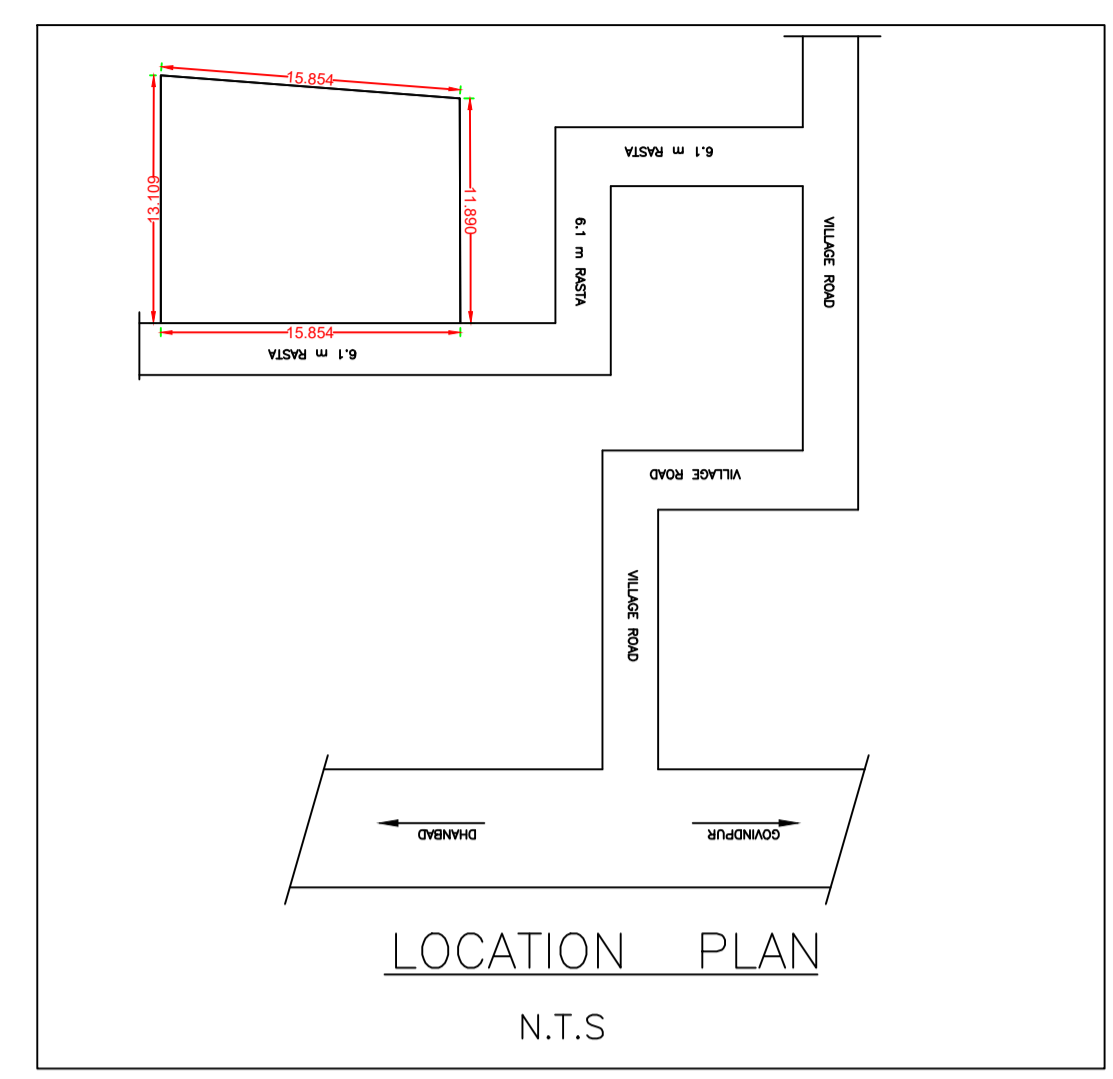 15.854
13.109
11.890
15.854
6.1 m RASTA
6.1 m RASTA
6.1 m RASTA
VILLAGE ROAD
VILLAGE ROAD
VILLAGE ROAD
DHANBAD
GOVINDPUR
LOCATION PLAN
N.T.S